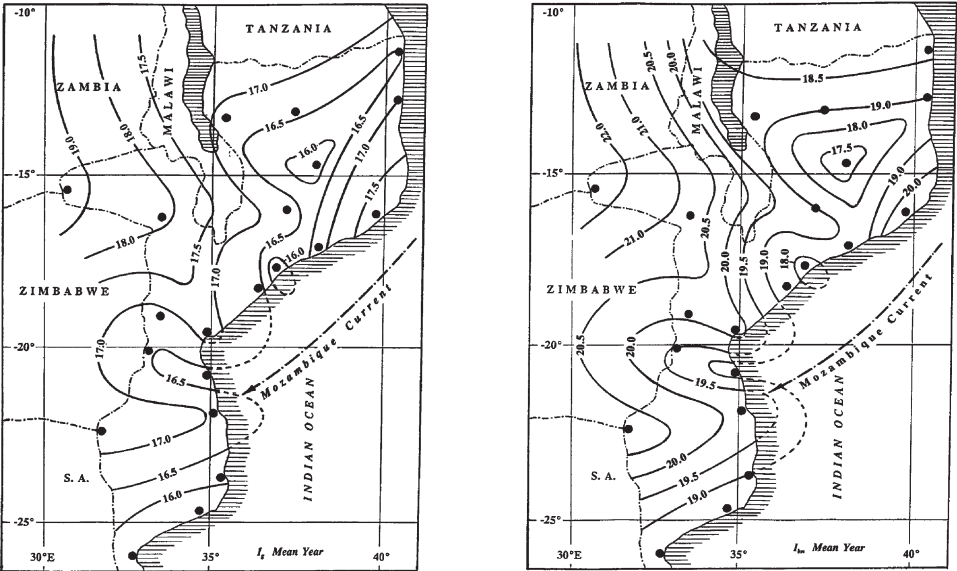 -10°
TANZANIA
17.5
17.0
ZAMBIA
MALAWI
18.0
16.5
16.5
19.0
16.0
17.0
-15°
17.5
18.0
17.5
16.5
16.0
17.0
ZIMBABWE
Mozambique Current
17.0
-20°
16.5
INDIAN OCEAN
17.0
S. A.
16.5
16.0
-25°
30°E
35°
Ig Mean Year
40°
-10°
TANZANIA
20.5
20.0
18.5
ZAMBIA
MALAWI
19.0
22.0
21.0
18.0
17.5
-15°
19.0
20.0
21.0
20.5
20.0
19.5
19.0
18.0
ZIMBABWE
Mozambique Current
20.5
20.0
-20°
19.5
INDIAN OCEAN
20.0
S. A.
19.5
19.0
-25°
30°E
35°
Ibn Mean Year
40°